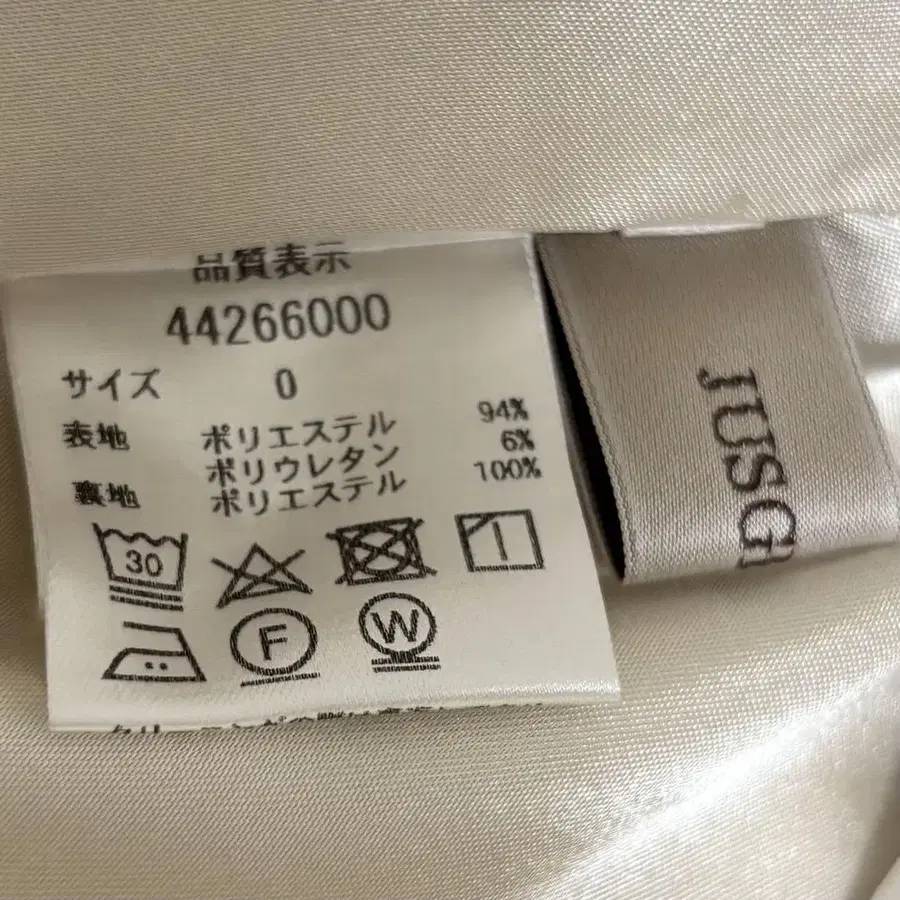 品質表示
44266000
サイズ 0
表地 ポリエステル 94%
ポリウレタン 6%
裏地 ポリエステル 100%
30
F
W
JUSG